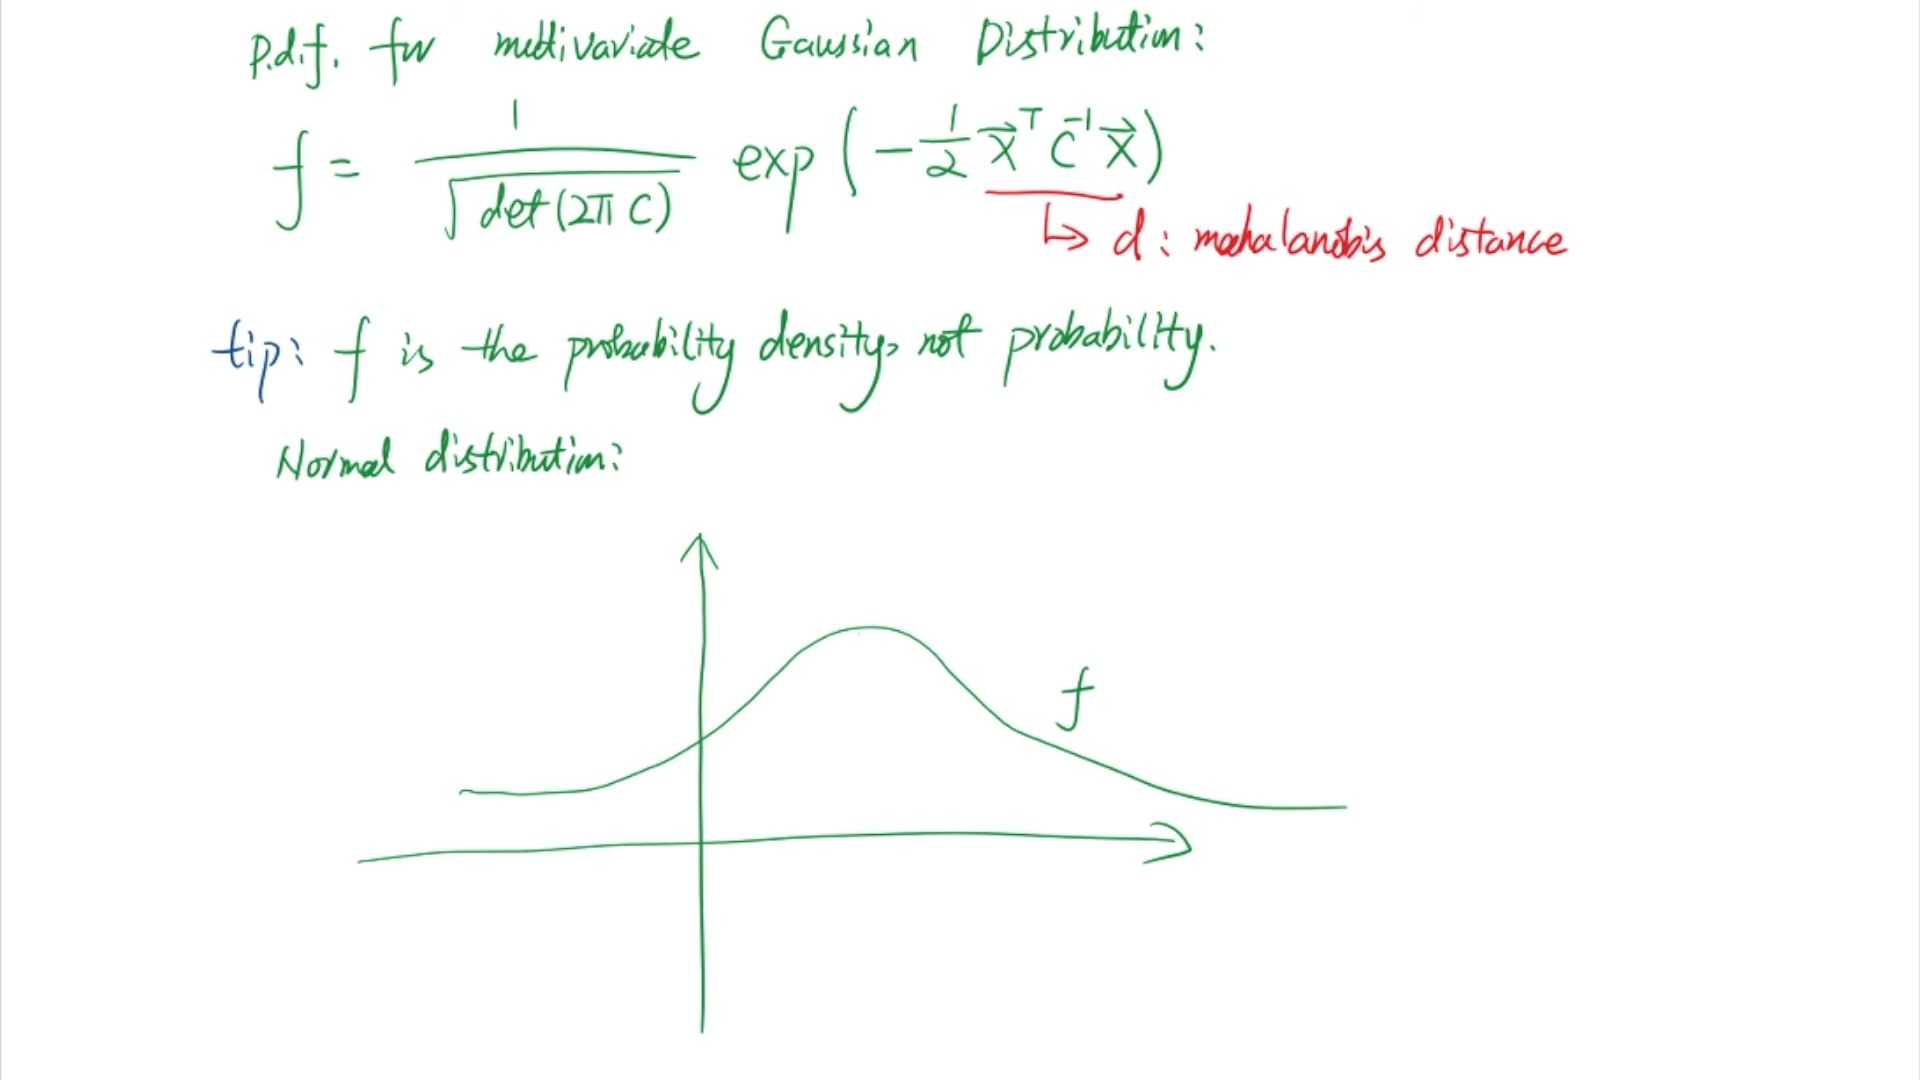 P.d.f. for multivariate Gaussian Distribution:
f = 1 / √det(2π C) exp (-1/2 x⃗ᵀ C⁻¹ x⃗)
↳ d: mahalanobis distance
tip: f is the probability density, not probability.
Normal distribution:
f